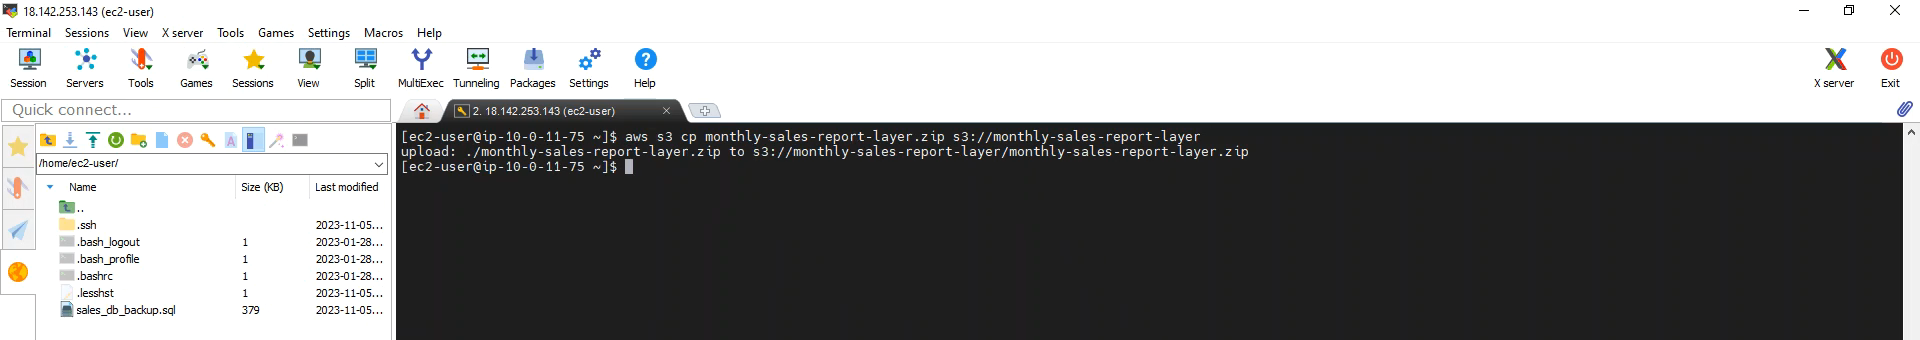 18.142.253.143 (ec2-user)
Terminal Sessions View X server Tools Games Settings Macros Help
Session Servers Tools Games Sessions View Split MultiExec Tunneling Packages Settings Help X server Exit
Quick connect...
2. 18.142.253.143 (ec2-user)
/home/ec2-user/
Name Size (KB) Last modified
..
.ssh 2023-11-05...
.bash_logout 1 2023-01-28...
.bash_profile 1 2023-01-28...
.bashrc 1 2023-01-28...
.lesshst 1 2023-11-05...
sales_db_backup.sql 379 2023-11-05...
[ec2-user@ip-10-0-11-75 ~]$ aws s3 cp monthly-sales-report-layer.zip s3://monthly-sales-report-layer
upload: ./monthly-sales-report-layer.zip to s3://monthly-sales-report-layer/monthly-sales-report-layer.zip
[ec2-user@ip-10-0-11-75 ~]$